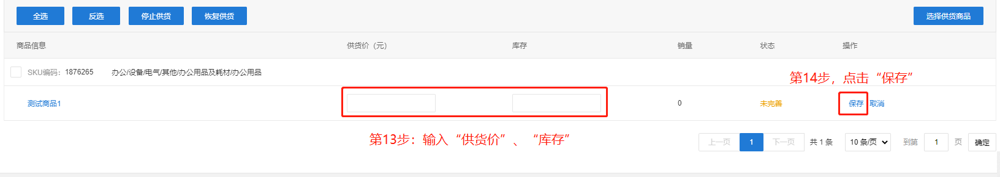 全选 反选 停止供货 恢复供货 选择供货商品
商品信息 供货价（元） 库存 销量 状态 操作
SKU编码： 1876265 办公/设备/电气/其他/办公用品及耗材/办公用品
第14步，点击“保存”
测试商品1 0 未完善 保存 取消
第13步：输入“供货价”、“库存”
上一页 1 下一页 共 1 条 10 条/页 到第 1 页 确定